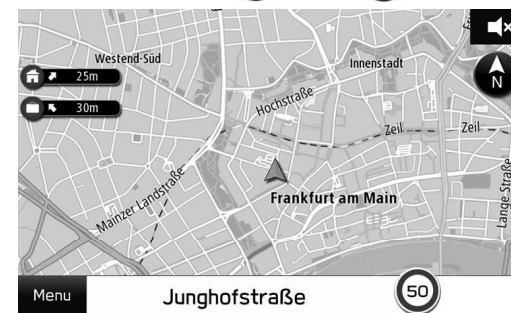 Westend-Süd
Innenstadt
25m
30m
N
Hochstraße
Zeil
Zeil
Mainzer Landstraße
Frankfurt am Main
Lange Straße
Menu
Junghofstraße
50